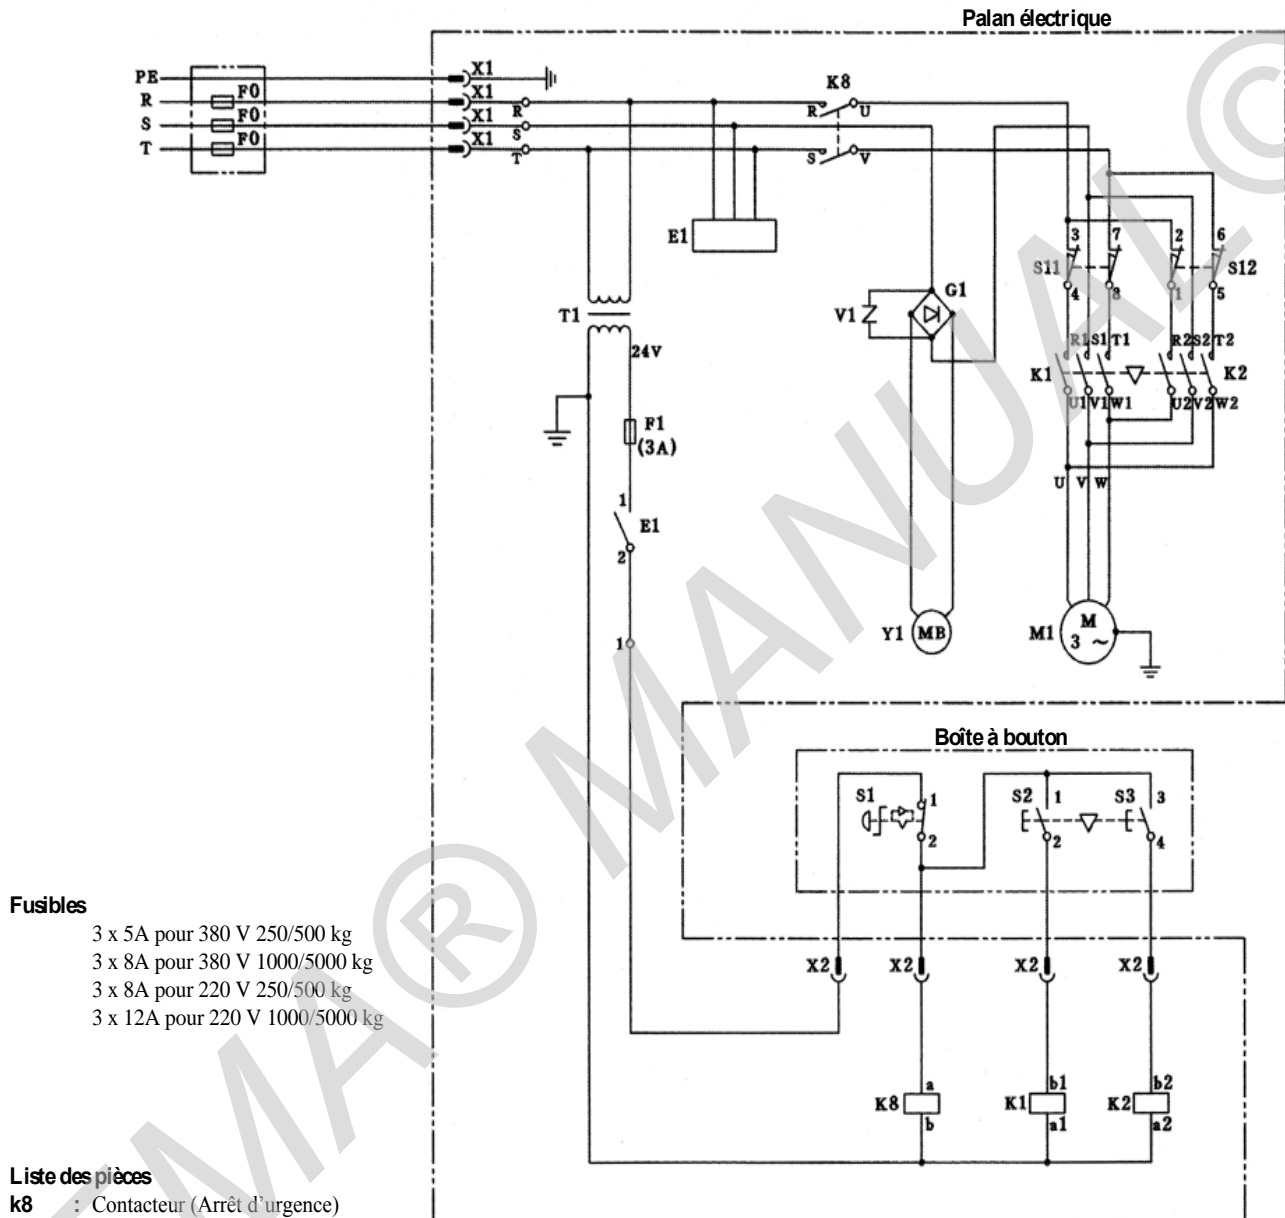 Palan électrique
PE X1
R F0 X1 R K8 R U
S F0 X1 S
T F0 X1 T S V
E1
3 7 2 6
S11 S12
4 8 1 5
V1 G1
T1
24V
R1 S1 T1 R2 S2 T2
K1 K2
U1 V1 W1 U2 V2 W2
F1
(3A)
U V W
1
E1
2
1
Y1 MB
M1 M
3 ~
Boîte à bouton
S1 1 S2 1 S3 3
2 2 4
Fusibles
3 x 5A pour 380 V 250/500 kg
3 x 8A pour 380 V 1000/5000 kg
3 x 8A pour 220 V 250/500 kg
3 x 12A pour 220 V 1000/5000 kg
X2 X2 X2 X2
a b1 b2
K8 K1 K2
b a1 a2
Liste des pièces
k8 : Contacteur (Arrêt d'urgence)
MA® MANUAL ©